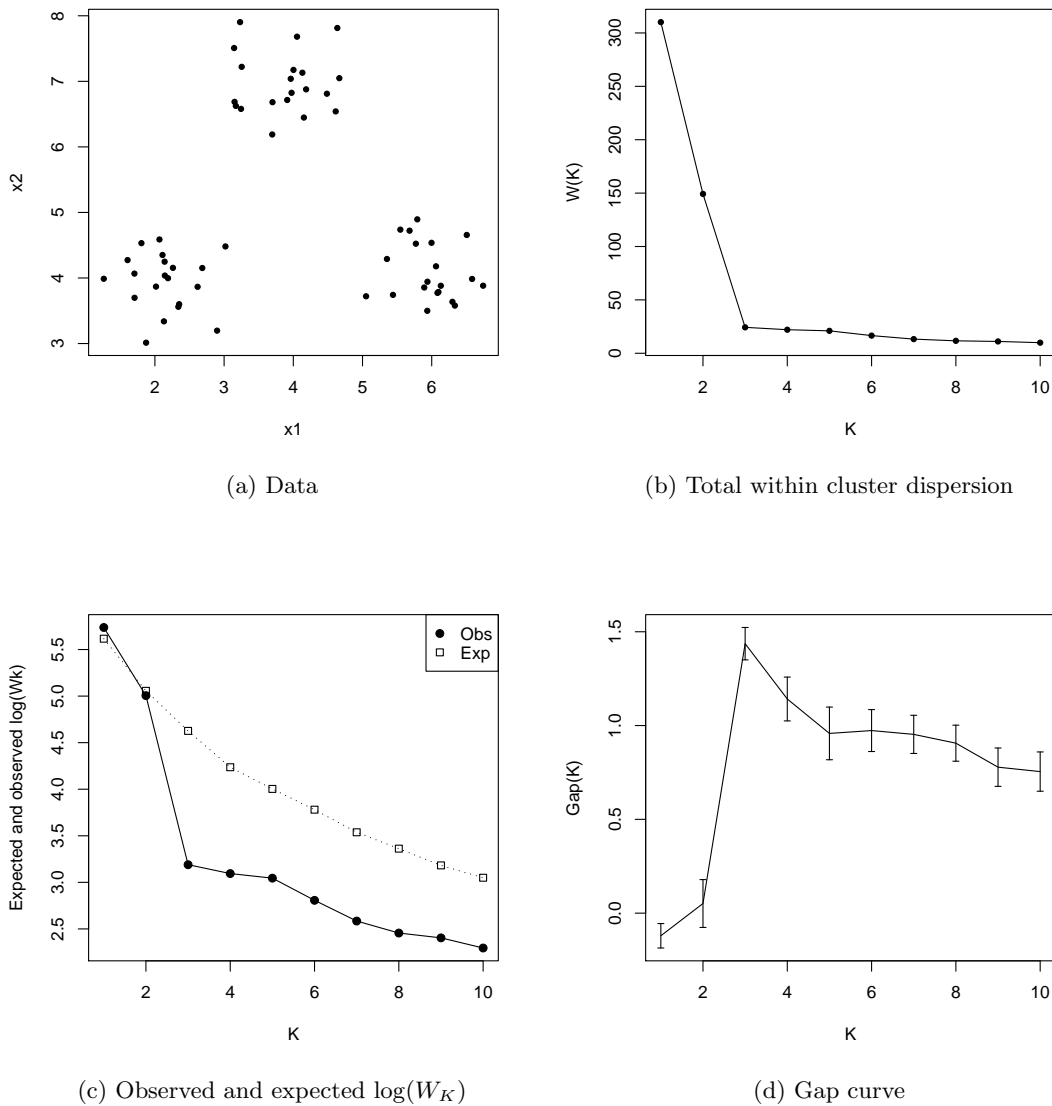 8
7
6
5
4
3
x2
2 3 4 5 6
x1
(a) Data
300
250
200
150
100
50
0
W(K)
2 4 6 8 10
K
(b) Total within cluster dispersion
5.5
5.0
4.5
4.0
3.5
3.0
2.5
Expected and observed log(Wk)
Obs
Exp
2 4 6 8 10
K
(c) Observed and expected log(W_K)
1.5
1.0
0.5
0.0
Gap(K)
2 4 6 8 10
K
(d) Gap curve